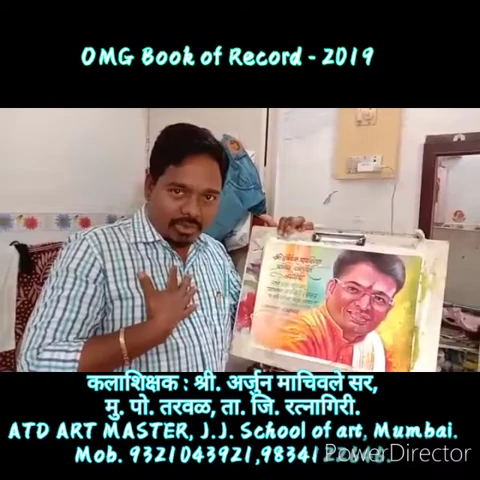 OMG Book of Record - 2019
कलाशिक्षक : श्री. अर्जुन माचिवले सर,
मु. पो. तरवळ, ता. जि. रत्नागिरी.
ATD ART MASTER, J.J. School of art, Mumbai.
Mob. 9321043921,9834
PowerDirector